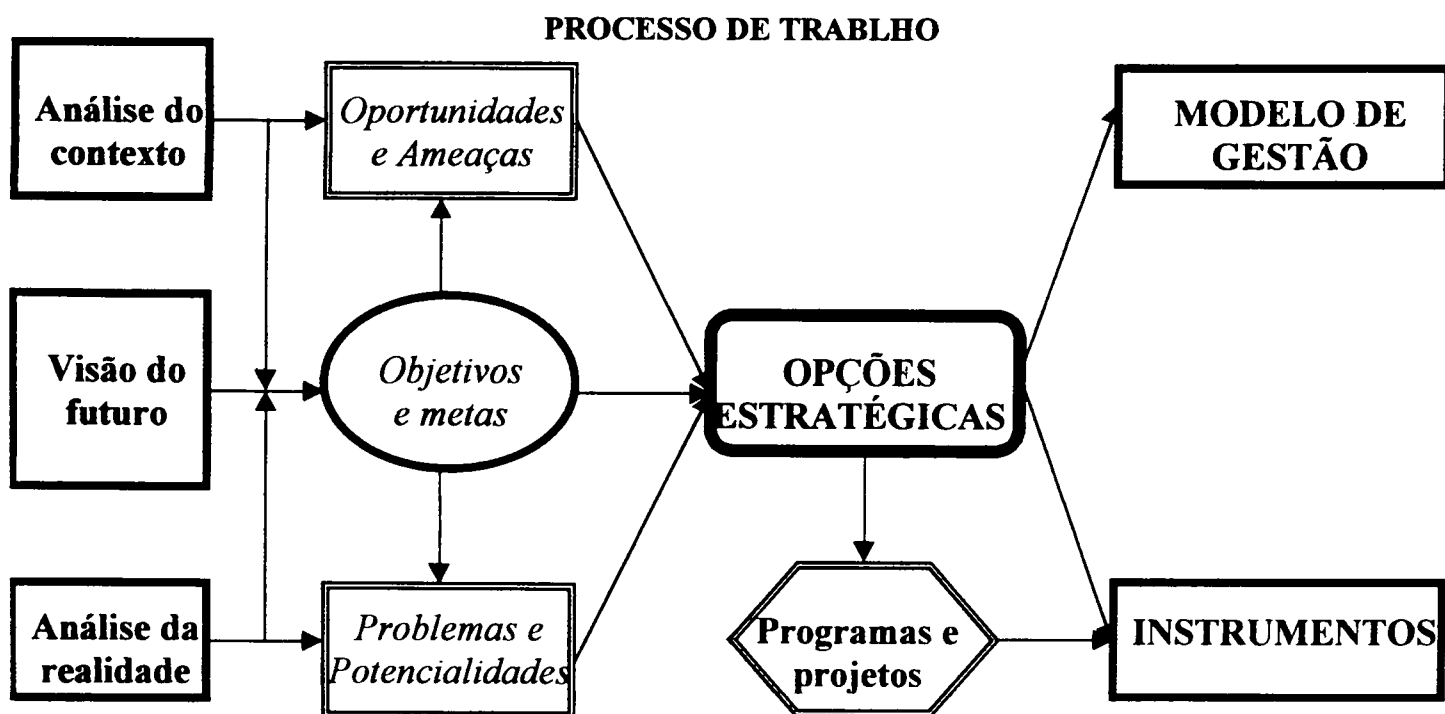 PROCESSO DE TRABLHO
Análise do
contexto
Oportunidades
e Ameaças
MODELO DE
GESTÃO
Visão do
futuro
Objetivos
e metas
OPÇÕES
ESTRATÉGICAS
Análise da
realidade
Problemas e
Potencialidades
Programas e
projetos
INSTRUMENTOS